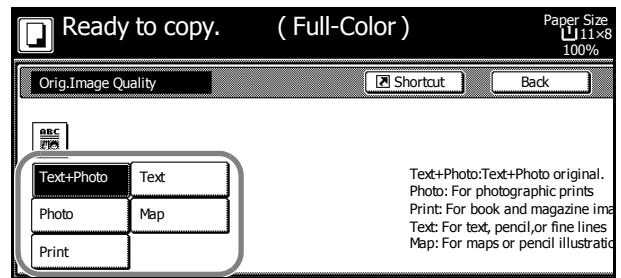 Ready to copy. ( Full-Color )
Paper Size
11×8
100%
Orig.Image Quality
Shortcut
Back
ABC
Text+Photo
Text
Photo
Map
Print
Text+Photo:Text+Photo original.
Photo: For photographic prints
Print: For book and magazine ima
Text: For text, pencil,or fine lines
Map: For maps or pencil illustratio